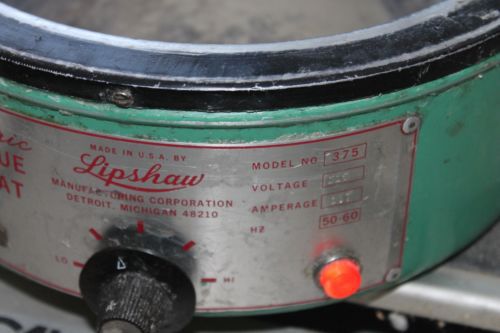 ric
UE
AT
MADE IN U.S.A. BY
Lipshaw
MANUFACTURING CORPORATION
DETROIT, MICHIGAN 48210
MODEL NO. 375
VOLTAGE
AMPERAGE
HZ 50-60
LO
HI